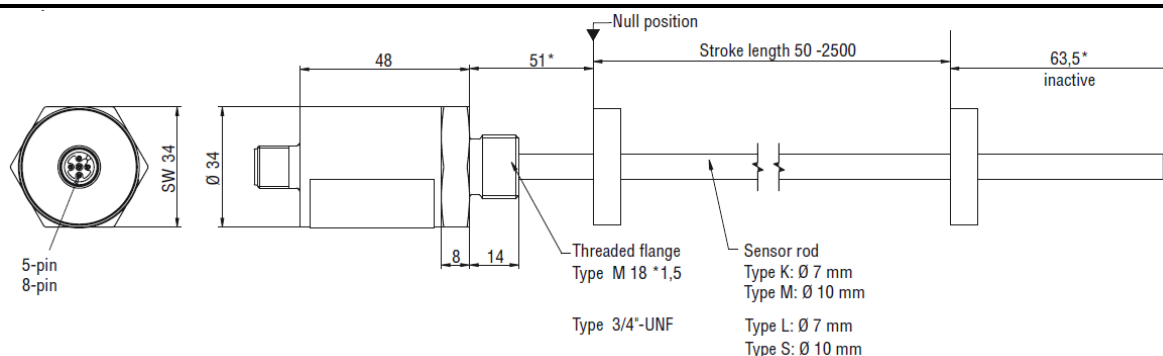 Null position
Stroke length 50 -2500
48
51*
63,5*
inactive
SW 34
Ø 34
8
14
5-pin
8-pin
Threaded flange
Type M 18 *1,5
Type 3/4"-UNF
Sensor rod
Type K: Ø 7 mm
Type M: Ø 10 mm
Type L: Ø 7 mm
Type S: Ø 10 mm